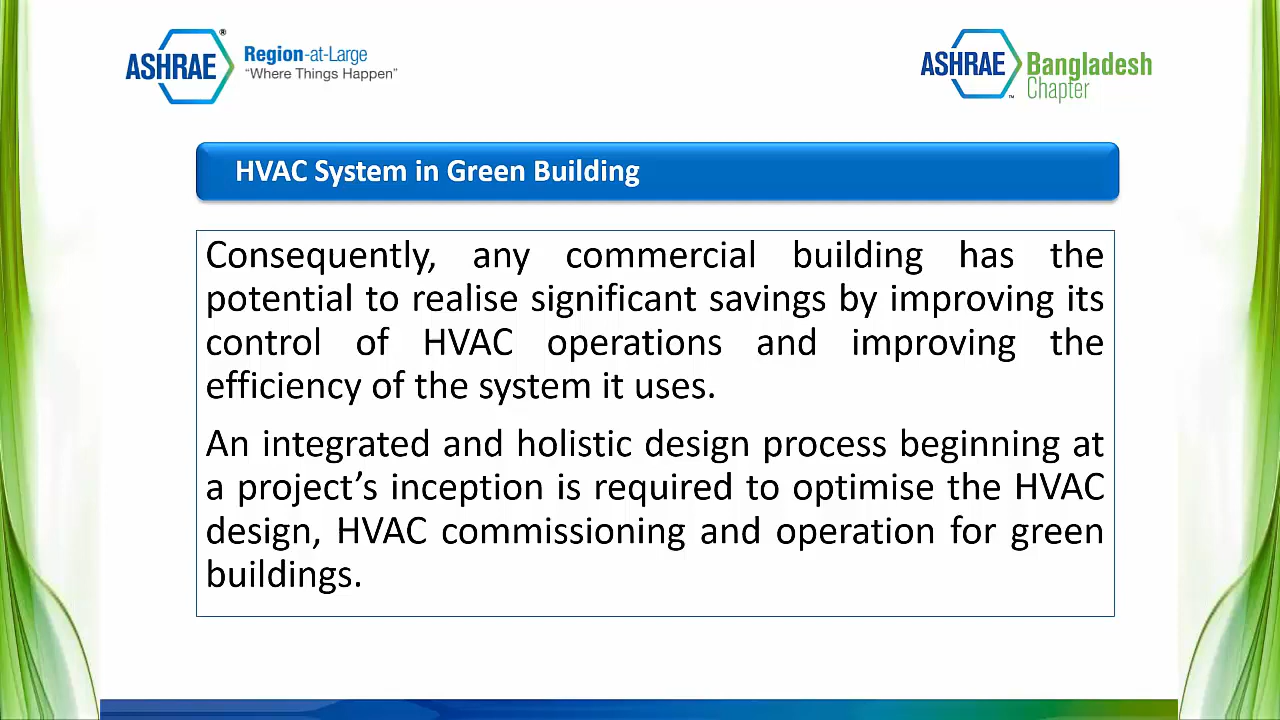 ASHRAE®
Region-at-Large
“Where Things Happen”
ASHRAE™
Bangladesh
Chapter
HVAC System in Green Building
Consequently, any commercial building has the
potential to realise significant savings by improving its
control of HVAC operations and improving the
efficiency of the system it uses.
An integrated and holistic design process beginning at
a project’s inception is required to optimise the HVAC
design, HVAC commissioning and operation for green
buildings.